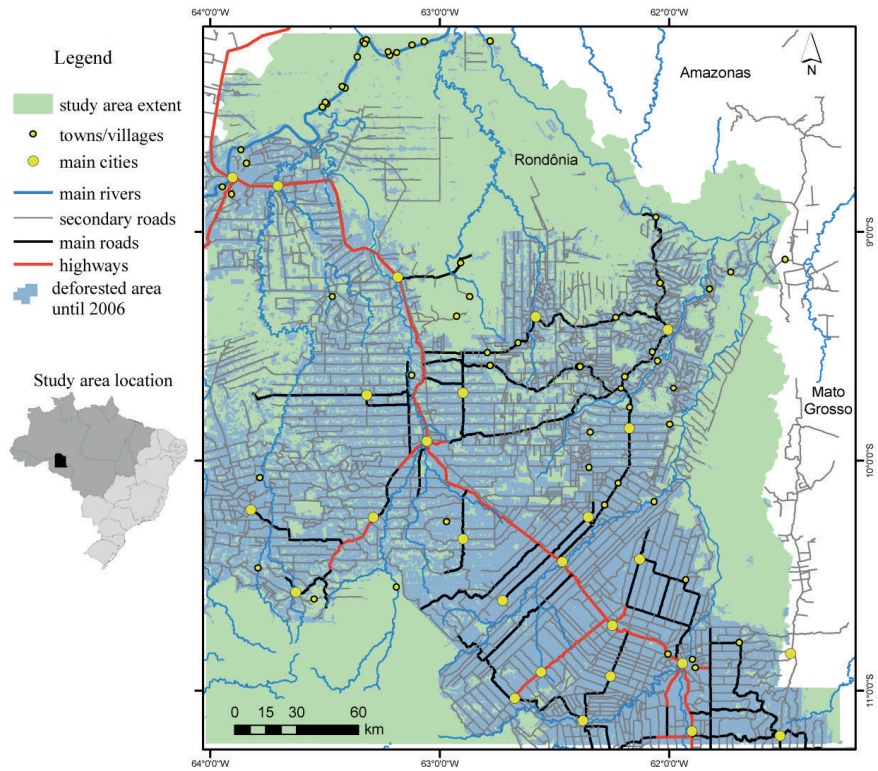 64°0'0"W 63°0'0"W 62°0'0"W
Legend
study area extent
towns/villages
main cities
main rivers
secondary roads
main roads
highways
deforested area
until 2006
Study area location
Amazonas
N
Rondônia
9°0'0"S
Mato
Grosso
10°0'0"S
11°0'0"S
0 15 30 60
km
64°0'0"W 63°0'0"W 62°0'0"W